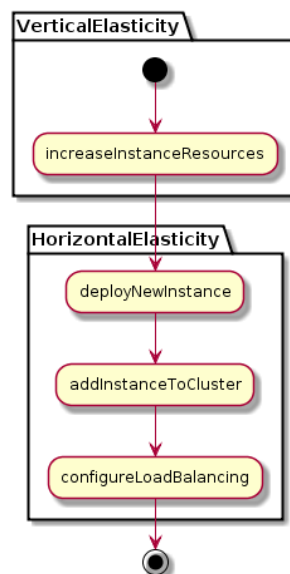 VerticalElasticity
increaseInstanceResources
HorizontalElasticity
deployNewInstance
addInstanceToCluster
configureLoadBalancing